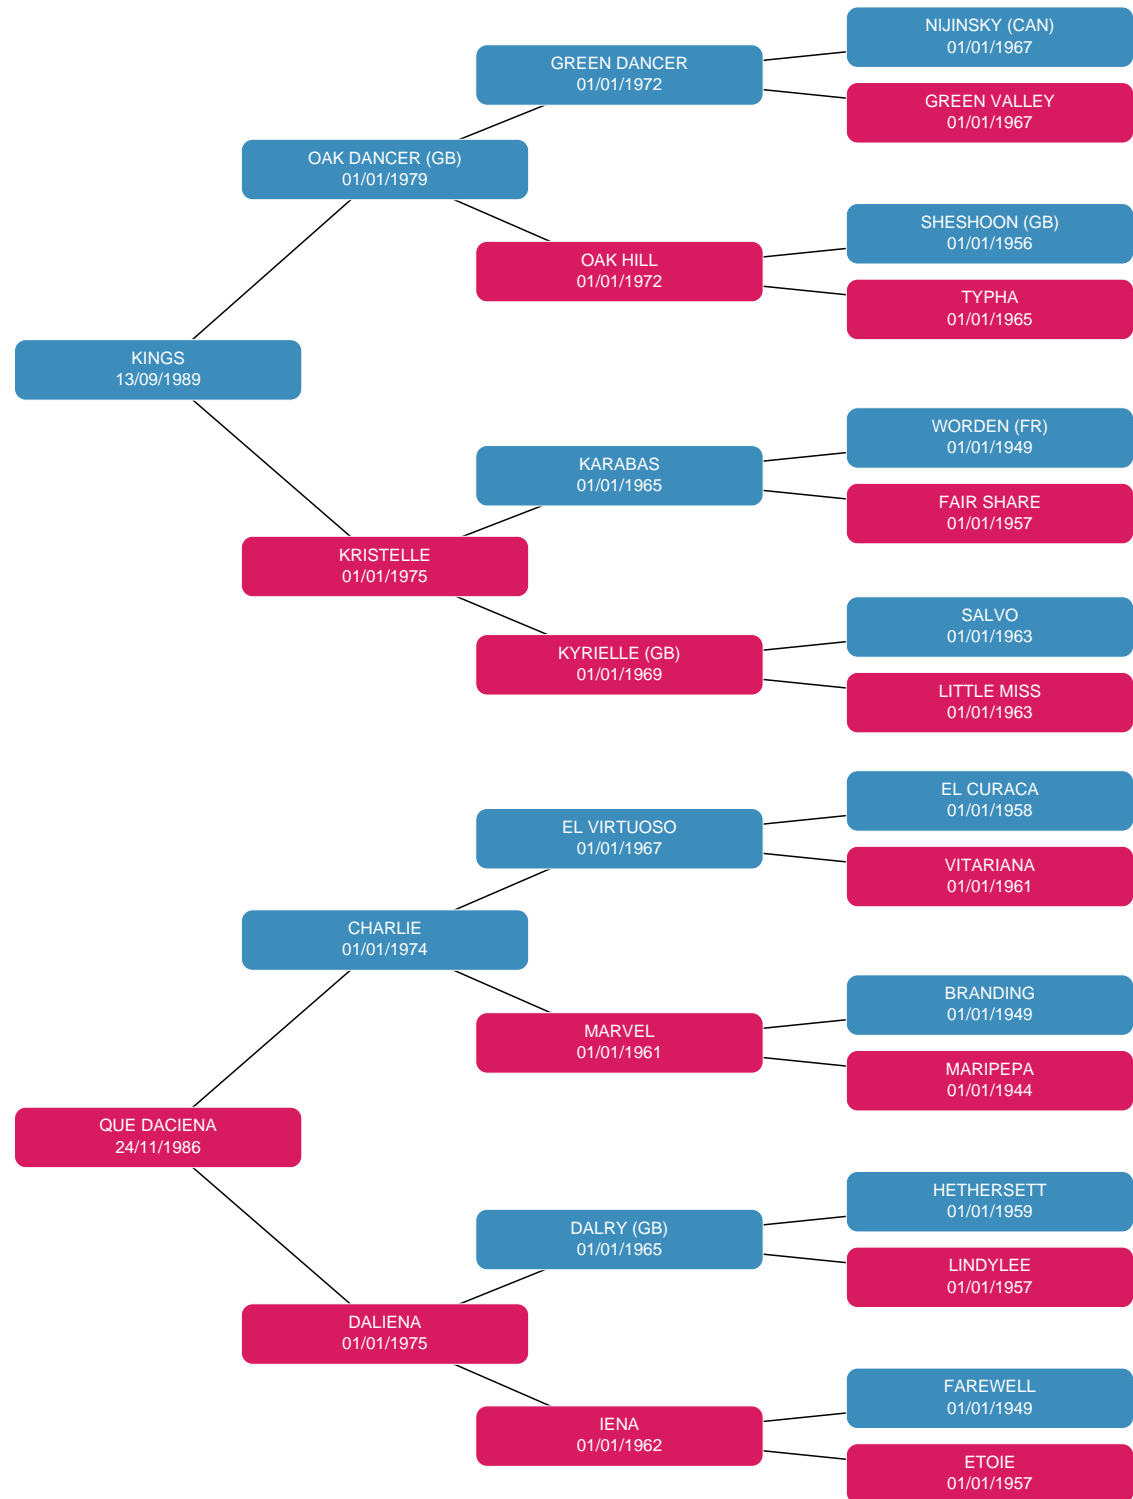 NIJINSKY (CAN)
01/01/1967
GREEN DANCER
01/01/1972
GREEN VALLEY
01/01/1967
OAK DANCER (GB)
01/01/1979
SHESHOON (GB)
01/01/1956
OAK HILL
01/01/1972
TYPHA
01/01/1965
KINGS
13/09/1989
WORDEN (FR)
01/01/1949
KARABAS
01/01/1965
FAIR SHARE
01/01/1957
KRISTELLE
01/01/1975
SALVO
01/01/1963
KYRIELLE (GB)
01/01/1969
LITTLE MISS
01/01/1963
EL CURACA
01/01/1958
EL VIRTUOSO
01/01/1967
VITARIANA
01/01/1961
CHARLIE
01/01/1974
BRANDING
01/01/1949
MARVEL
01/01/1961
MARIPEPA
01/01/1944
QUE DACIENA
24/11/1986
HETHERSETT
01/01/1959
DALRY (GB)
01/01/1965
LINDYLEE
01/01/1957
DALIENA
01/01/1975
FAREWELL
01/01/1949
IENA
01/01/1962
ETOIE
01/01/1957